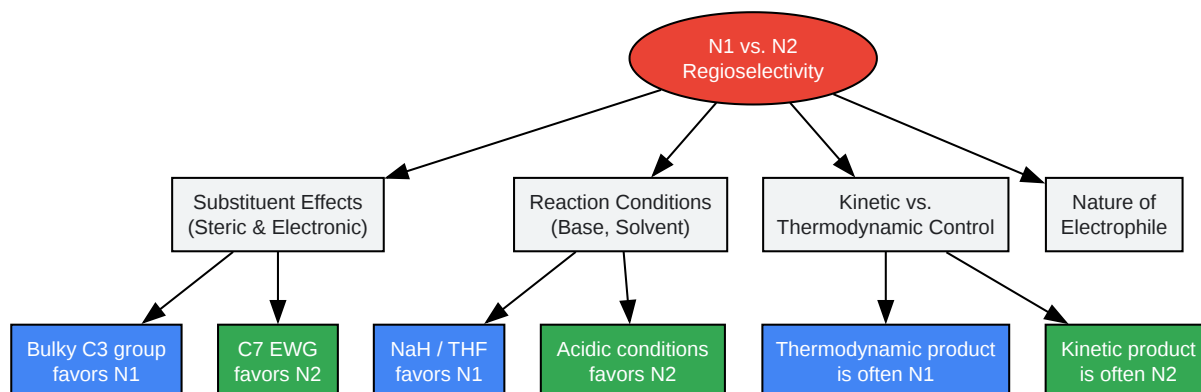 N1 vs. N2
Regioselectivity
Substituent Effects
(Steric & Electronic)
Reaction Conditions
(Base, Solvent)
Kinetic vs.
Thermodynamic Control
Nature of
Electrophile
Bulky C3 group
favors N1
C7 EWG
favors N2
NaH / THF
favors N1
Acidic conditions
favors N2
Thermodynamic product
is often N1
Kinetic product
is often N2